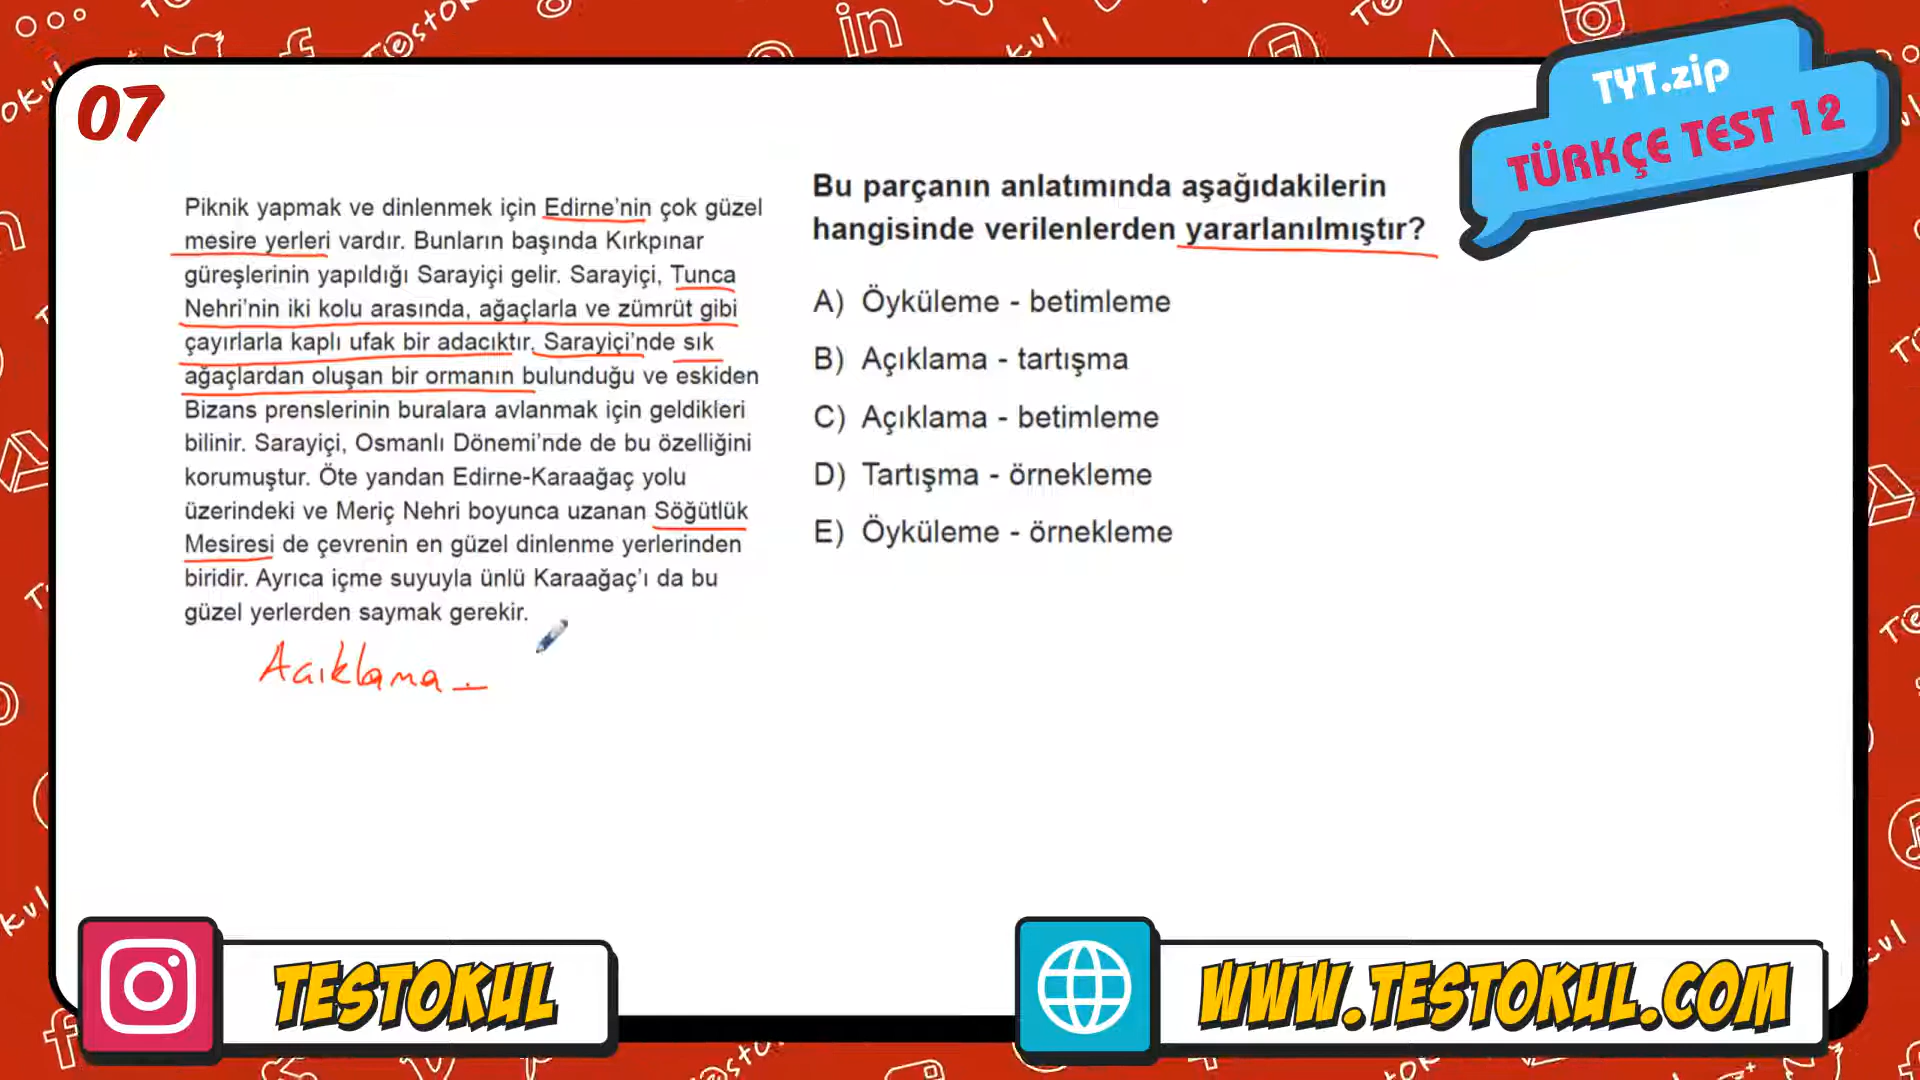 07
TYT.zip
TÜRKÇE TEST 12
Piknik yapmak ve dinlenmek için Edirne'nin çok güzel
mesire yerleri vardır. Bunların başında Kırkpınar
güreşlerinin yapıldığı Sarayiçi gelir. Sarayiçi, Tunca
Nehri'nin iki kolu arasında, ağaçlarla ve zümrüt gibi
çayırlarla kaplı ufak bir adacıktır. Sarayiçi'nde sık
ağaçlardan oluşan bir ormanın bulunduğu ve eskiden
Bizans prenslerinin buralara avlanmak için geldikleri
bilinir. Sarayiçi, Osmanlı Dönemi'nde de bu özelliğini
korumuştur. Öte yandan Edirne-Karaağaç yolu
üzerindeki ve Meriç Nehri boyunca uzanan Söğütlük
Mesiresi de çevrenin en güzel dinlenme yerlerinden
biridir. Ayrıca içme suyuyla ünlü Karaağaç'ı da bu
güzel yerlerden saymak gerekir.
Açıklama -
Bu parçanın anlatımında aşağıdakilerin
hangisinde verilenlerden yararlanılmıştır?
A) Öyküleme - betimleme
B) Açıklama - tartışma
C) Açıklama - betimleme
D) Tartışma - örnekleme
E) Öyküleme - örnekleme
TESTOKUL
WWW.TESTOKUL.COM